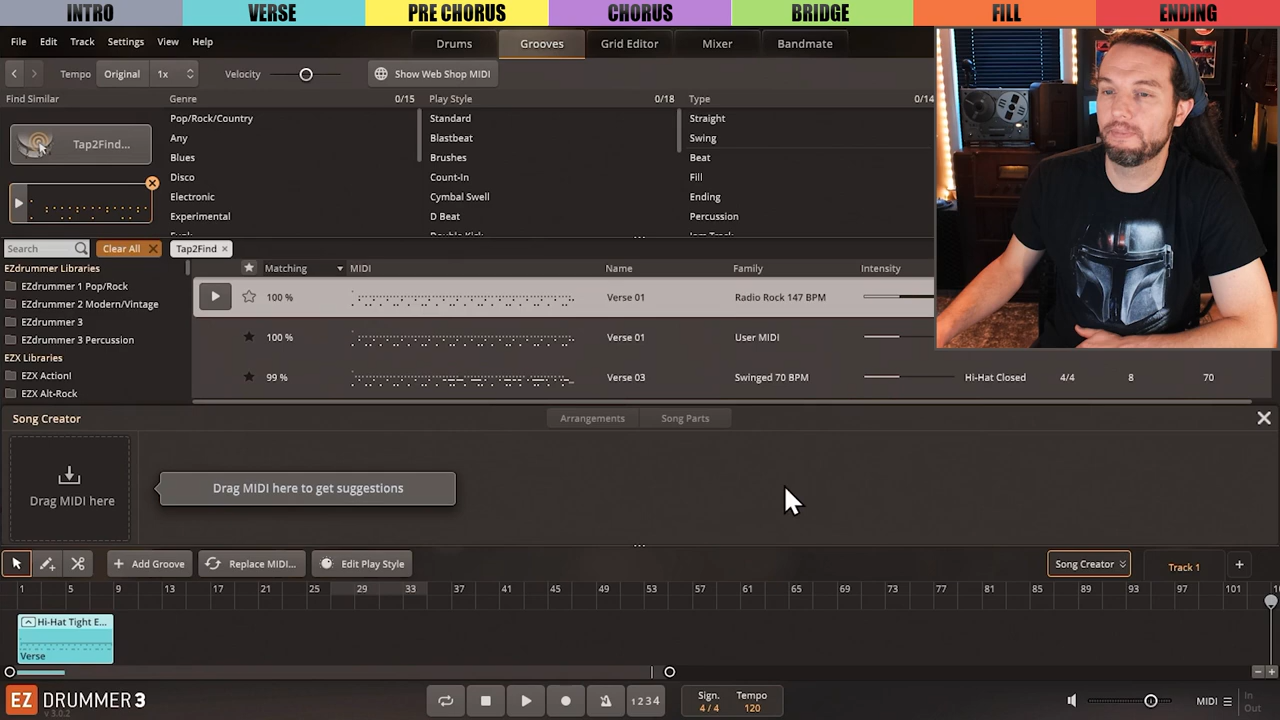 INTRO VERSE PRE CHORUS CHORUS BRIDGE FILL ENDING
File Edit Track Settings View Help
Drums Grooves Grid Editor Mixer Bandmate
Tempo Original 1x Velocity Show Web Shop MIDI
Find Similar Genre 0/15 Play Style 0/18 Type 0/14
Tap2Find...
Pop/Rock/Country Standard Straight
Any Blastbeat Swing
Blues Brushes Beat
Disco Count-In Fill
Electronic Cymbal Swell Ending
Experimental D Beat Percussion
Search Clear All Tap2Find
EZdrummer Libraries
EZdrummer 1 Pop/Rock
EZdrummer 2 Modern/Vintage
EZdrummer 3
EZdrummer 3 Percussion
EZX Libraries
EZX Action!
EZX Alt-Rock
Matching MIDI Name Family Intensity
100 % Verse 01 Radio Rock 147 BPM
100 % Verse 01 User MIDI
99 % Verse 03 Swinged 70 BPM Hi-Hat Closed 4/4 8 70
Song Creator Arrangements Song Parts
Drag MIDI here
Drag MIDI here to get suggestions
Add Groove Replace MIDI... Edit Play Style Song Creator Track 1
1 5 9 13 17 21 25 29 33 37 41 45 49 53 57 61 65 69 73 77 81 85 89 93 97 101
Hi-Hat Tight E...
Verse
EZ DRUMMER 3
V.3.0.2
1234
Sign. Tempo
4/4 120
MIDI In
Out